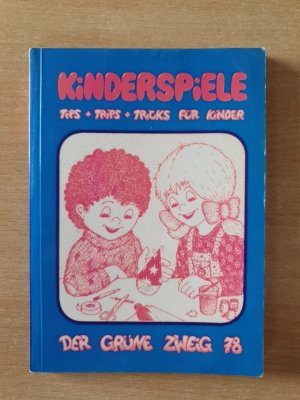 KiNDERSPiELE
TiPS + TRiPS + TRiCKS FÜR KiNDER
DER GRÜNE ZWEiG 78